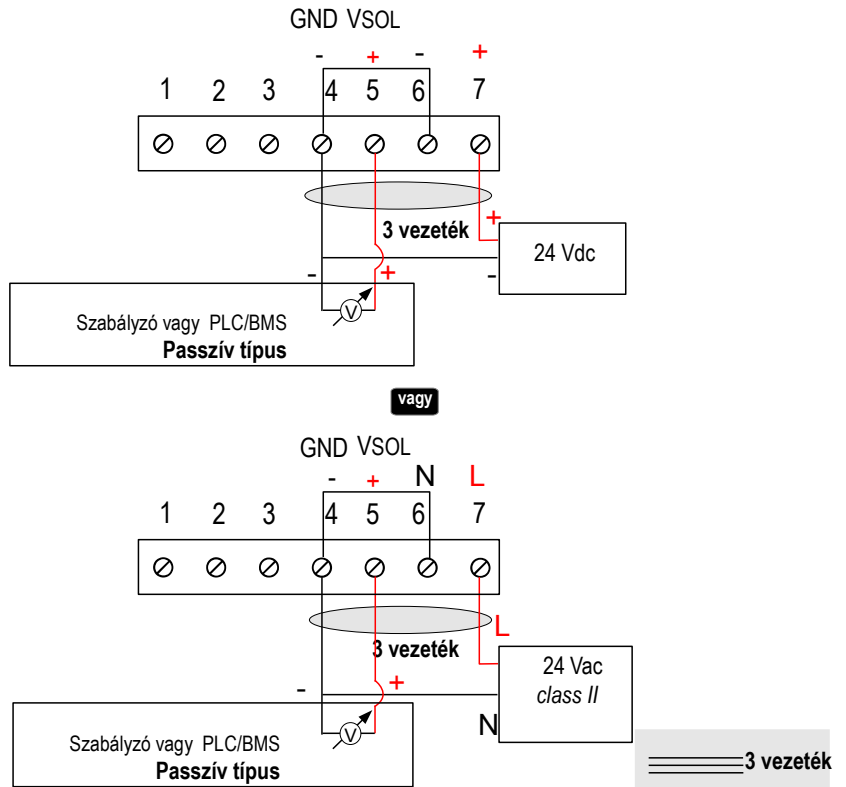 GND VSOL
- + - +
1 2 3 4 5 6 7
3 vezeték
+
24 Vdc
-
- +
V
Szabályzó vagy PLC/BMS
Passzív típus
vagy
GND VSOL
- + N L
1 2 3 4 5 6 7
L
3 vezeték
24 Vac
class II
- +
N
V
Szabályzó vagy PLC/BMS
Passzív típus
3 vezeték